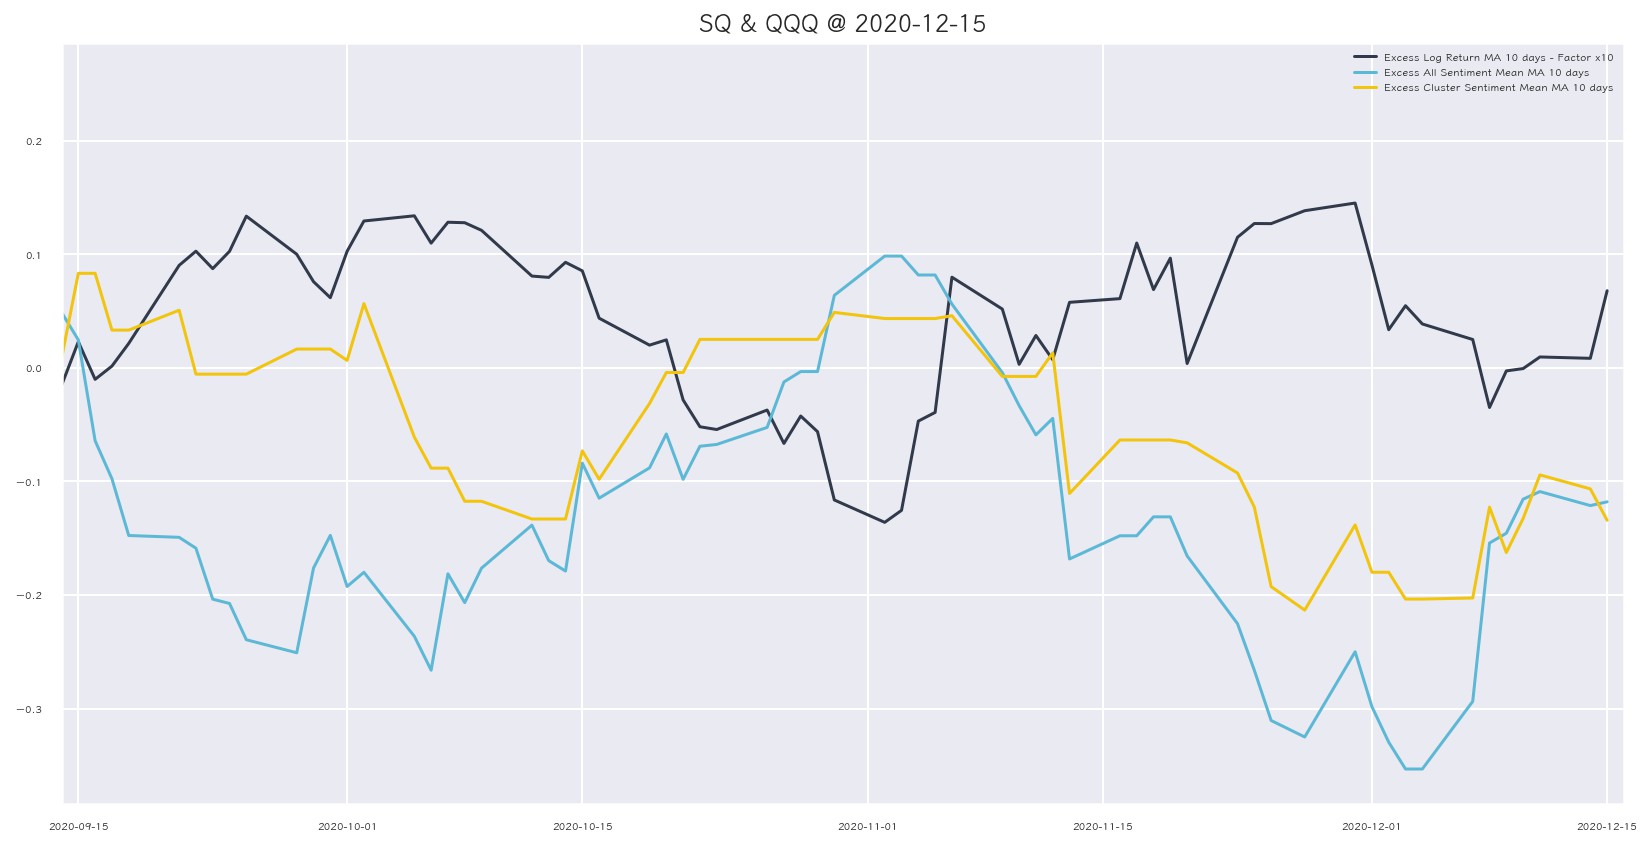 SQ & QQQ @ 2020-12-15
Excess Log Return MA 10 days - Factor x10
Excess All Sentiment Mean MA 10 days
Excess Cluster Sentiment Mean MA 10 days
0.2
0.1
0.0
−0.1
−0.2
−0.3
2020-09-15 2020-10-01 2020-10-15 2020-11-01 2020-11-15 2020-12-01 2020-12-15